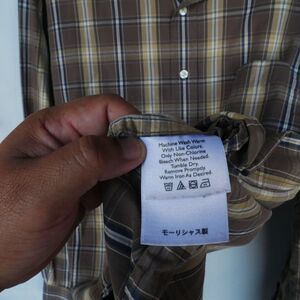 Machine Wash Warm
With Like Colors.
Only Non-Chlorine
Bleach When Needed.
Tumble Dry.
Remove Promptly.
Warm Iron As Desired.
モーリシャス製